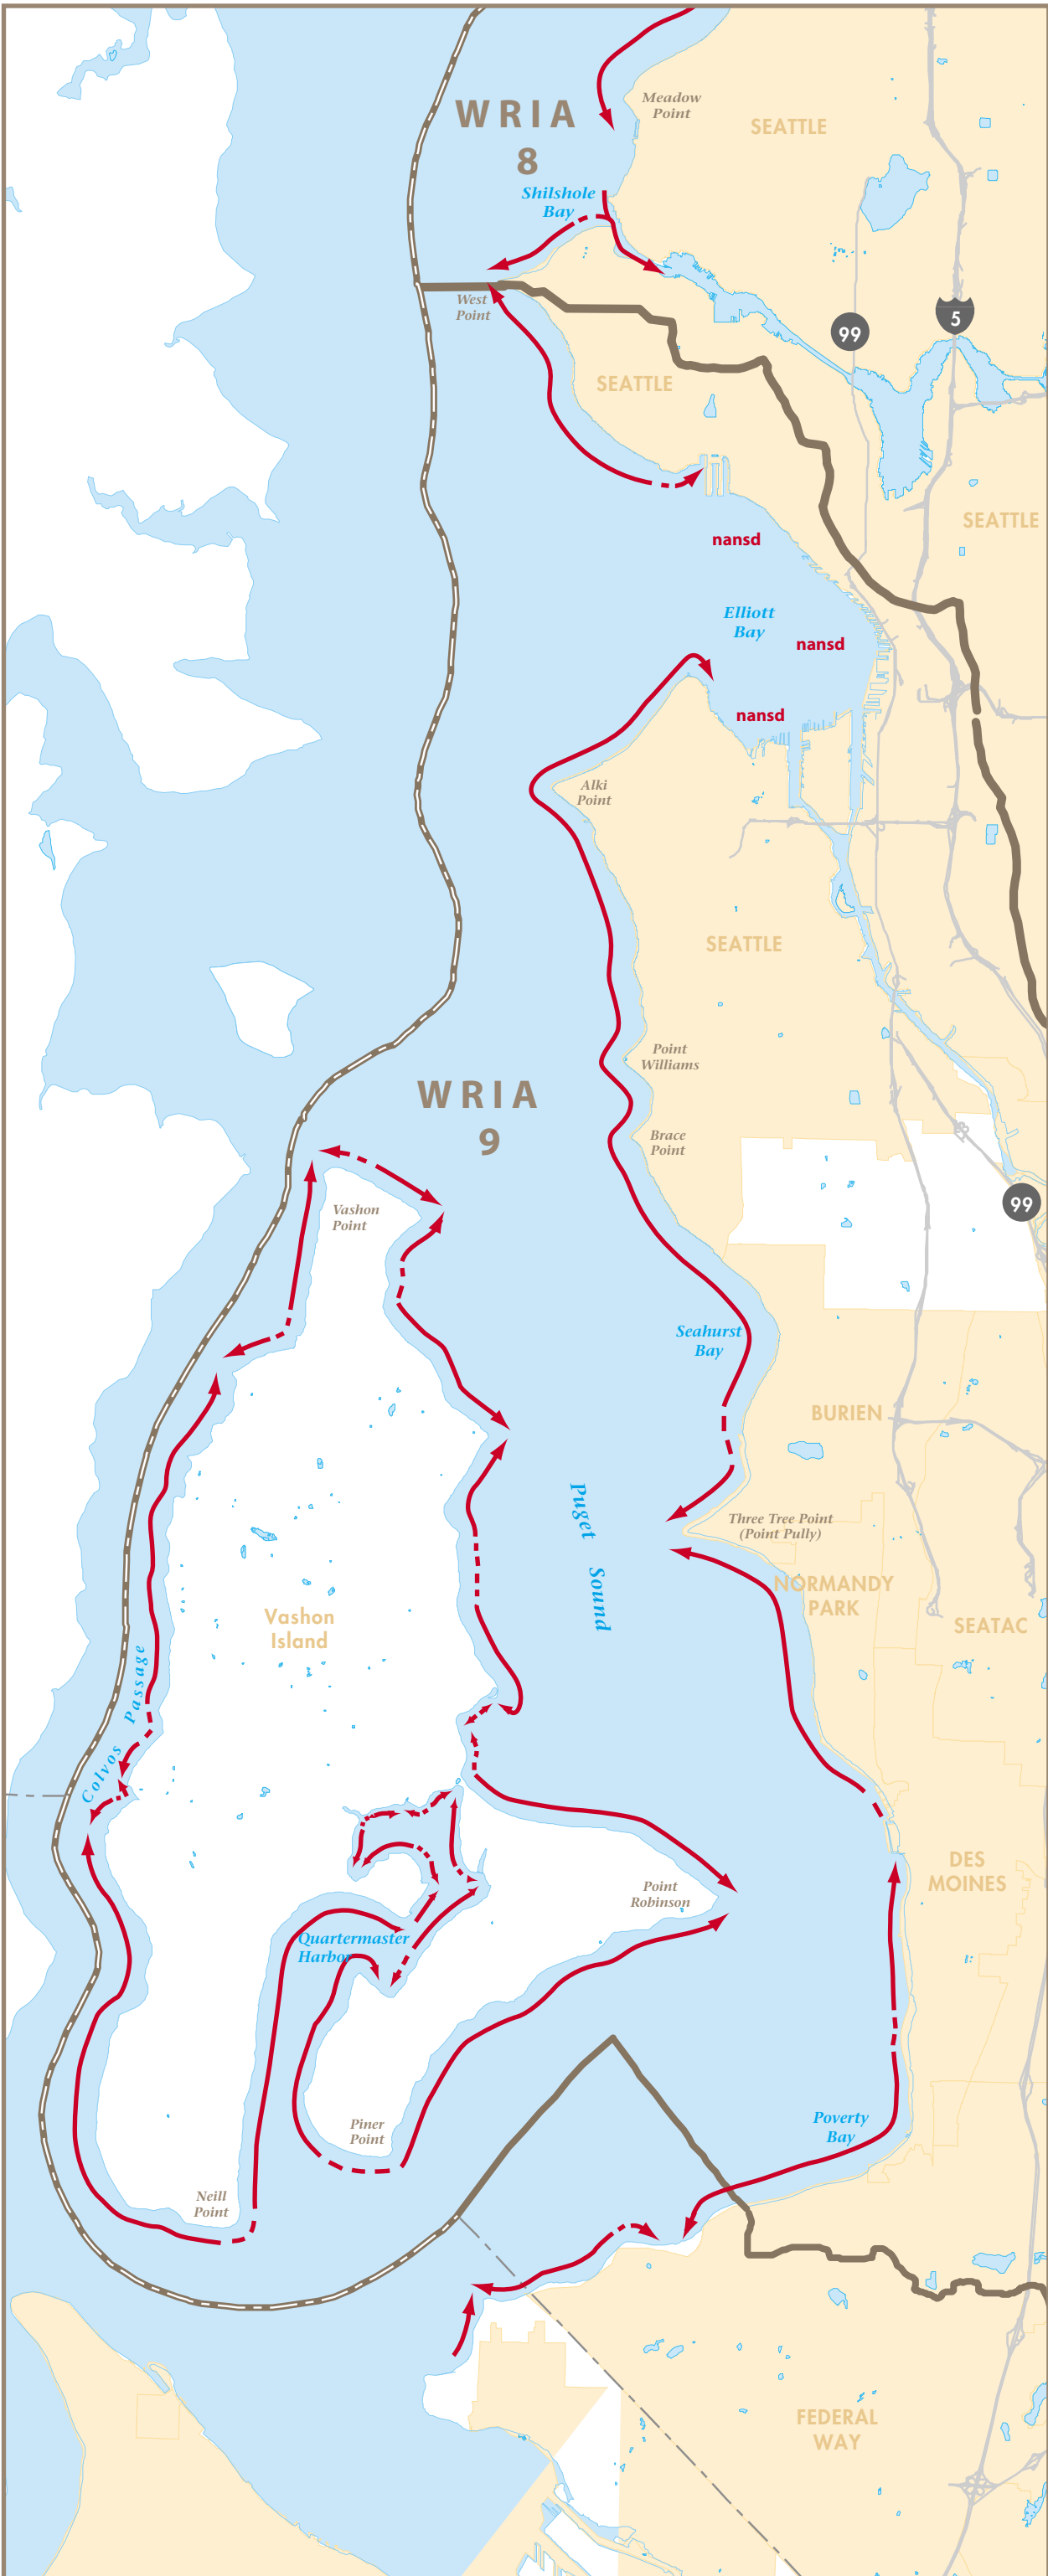 WRIA
8
Meadow
Point
SEATTLE
Shilshole
Bay
West
Point
99
5
SEATTLE
SEATTLE
nansd
Elliott
Bay
nansd
nansd
Alki
Point
SEATTLE
Point
Williams
WRIA
9
Brace
Point
99
Vashon
Point
Seahurst
Bay
BURIEN
Puget
Sound
Three Tree Point
(Point Pully)
NORMANDY
PARK
SEATAC
Vashon
Island
Colvos Passage
DES
MOINES
Point
Robinson
Quartermaster
Harbor
Piner
Point
Poverty
Bay
Neill
Point
FEDERAL
WAY